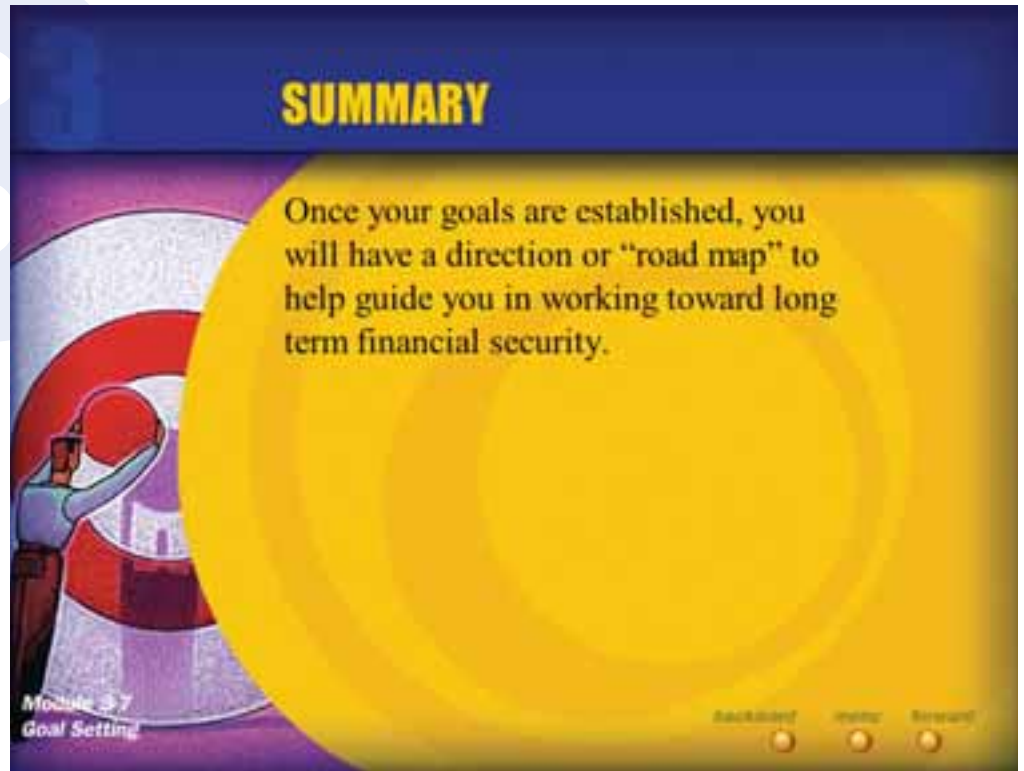 3
SUMMARY
Once your goals are established, you
will have a direction or “road map” to
help guide you in working toward long
term financial security.
Module 3-7
Goal Setting
backward menu forward